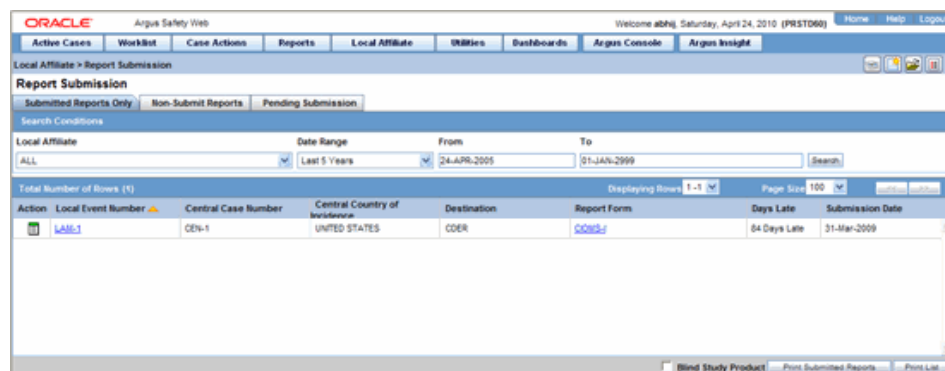 ORACLE Argus Safety Web Welcome abhij, Saturday, April 24, 2010 (PRST060) Home Help Logou
Active Cases Worklist Case Actions Reports Local Affiliate Utilities Dashboards Argus Console Argus Insight
Local Affiliate > Report Submission
Report Submission
Submitted Reports Only Non-Submit Reports Pending Submission
Search Conditions
Local Affiliate Date Range From To
ALL Last 5 Years 24-APR-2005 01-JAN-2999 Search
Total Number of Rows (1) Displaying Rows 1 -1 Page Size 100
Action Local Event Number Central Case Number Central Country of Incidence Destination Report Form Days Late Submission Date
LAM-1 CEN-1 UNITED STATES CDER 84 Days Late 31-Mar-2009
Blind Study Product Print Submitted Reports Print List